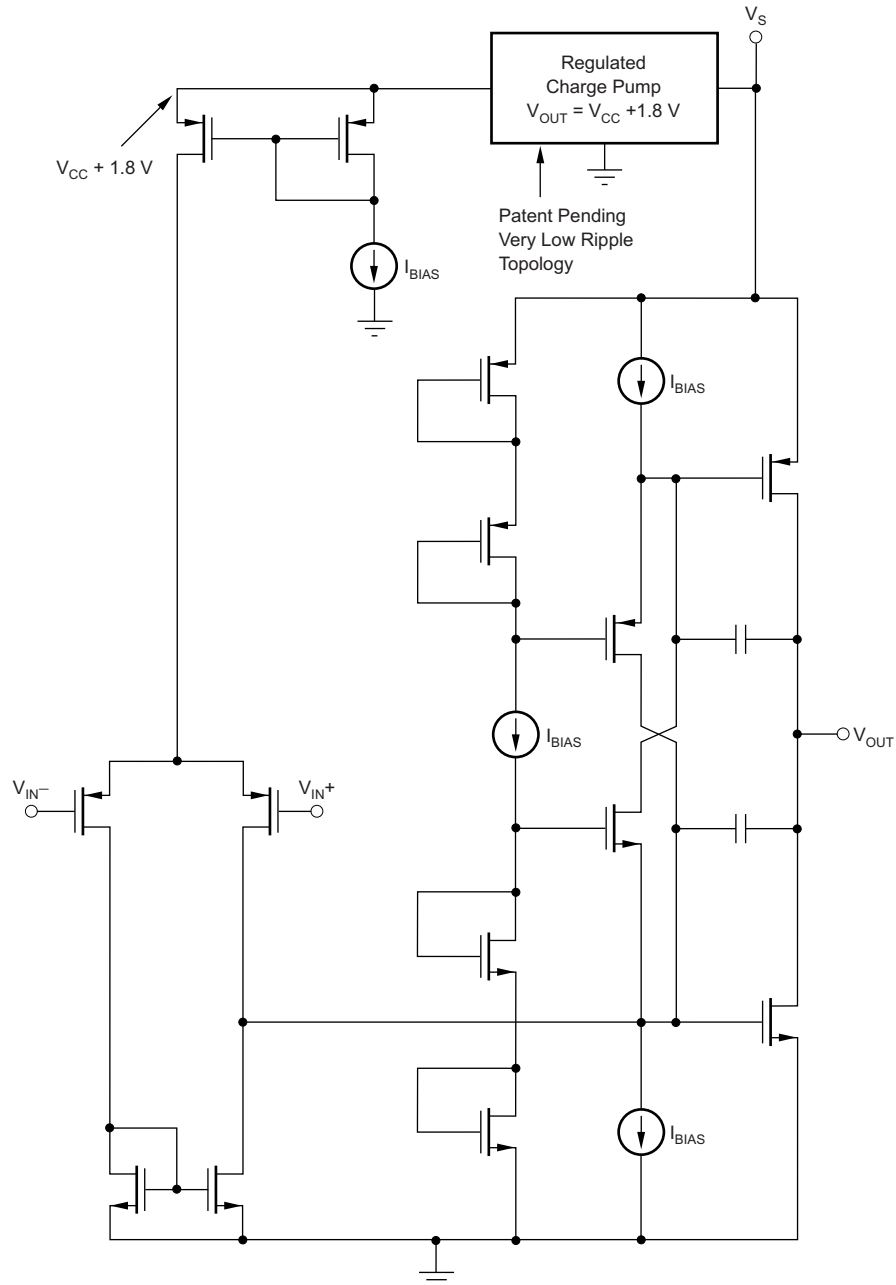 V_S
Regulated
Charge Pump
V_OUT = V_CC +1.8 V
V_CC + 1.8 V
Patent Pending
Very Low Ripple
Topology
I_BIAS
I_BIAS
I_BIAS
V_OUT
V_IN−
V_IN+
I_BIAS